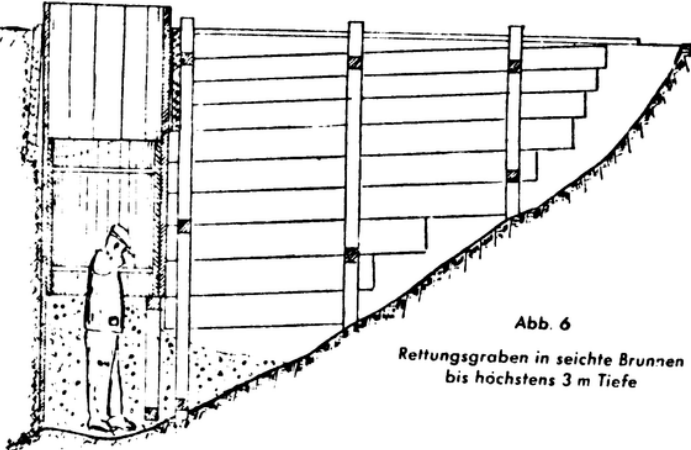 Abb. 6
Rettungsgraben in seichte Brunnen
bis höchstens 3 m Tiefe